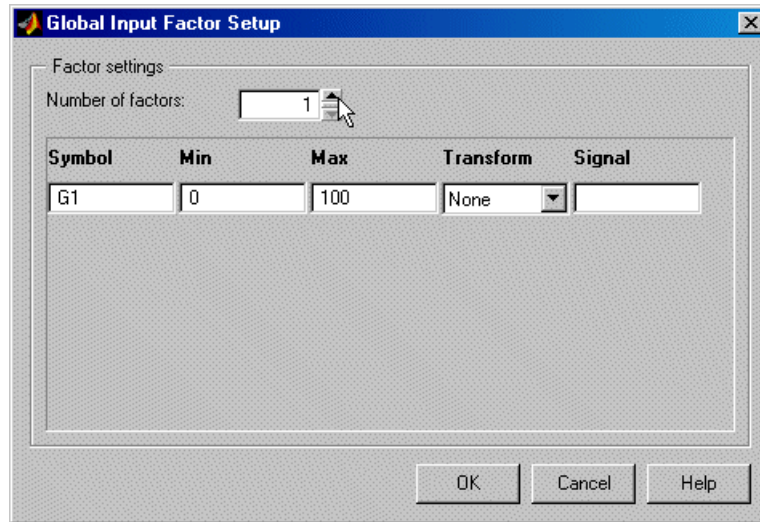 Global Input Factor Setup
Factor settings
Number of factors: 1
Symbol Min Max Transform Signal
G1 0 100 None
OK Cancel Help